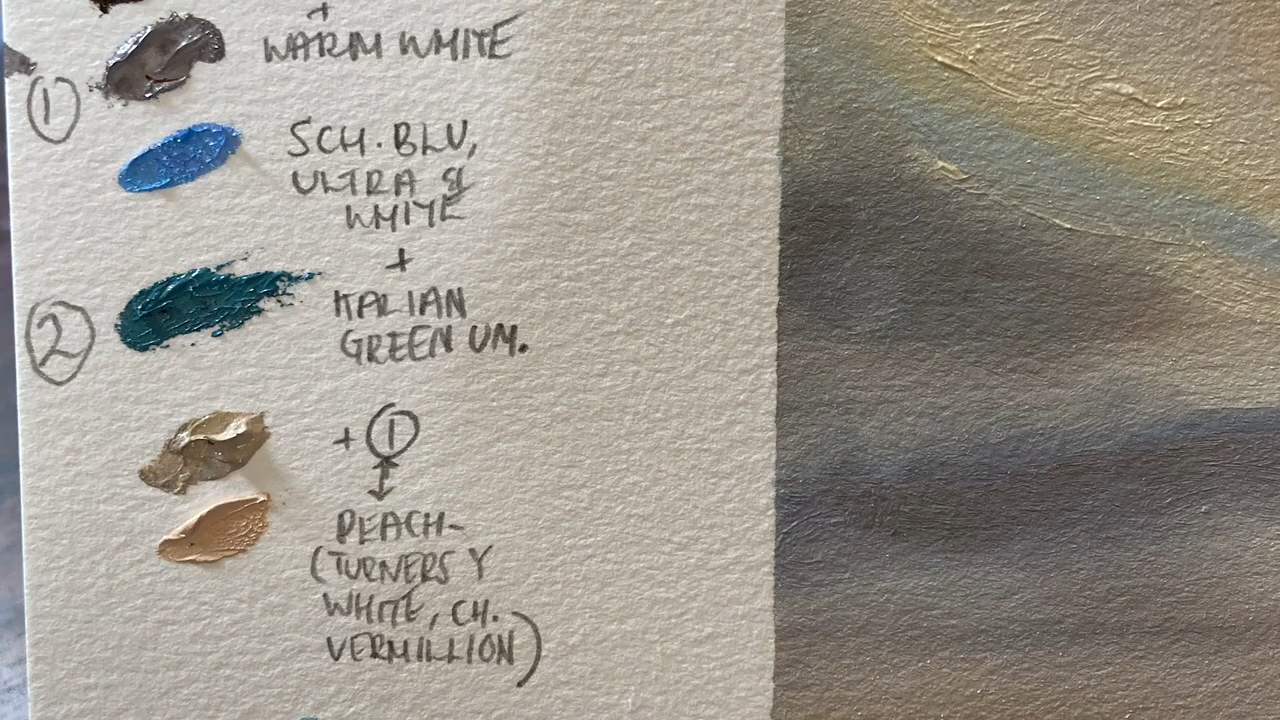 +
WARM WHITE
①
SCH. BLU,
ULTRA &
WHITE
+
ITALIAN
GREEN UM.
②
+ ①
↕
PEACH-
(TURNERS Y
WHITE, CH.
VERMILLION)